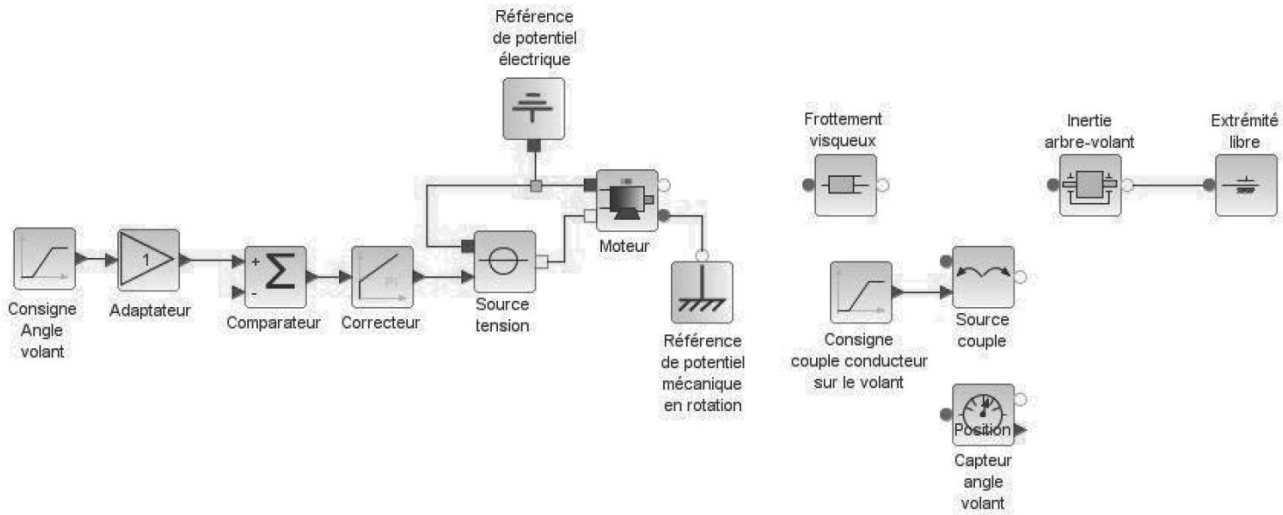 Référence
de potentiel
électrique
Frottement
visqueux
Inertie
arbre-volant
Extrémité
libre
Moteur
1
+
Σ
-
PI
Consigne
Angle
volant
Adaptateur
Comparateur
Correcteur
Source
tension
Référence
de potentiel
mécanique
en rotation
Consigne
couple conducteur
sur le volant
Source
couple
Position
Capteur
angle
volant